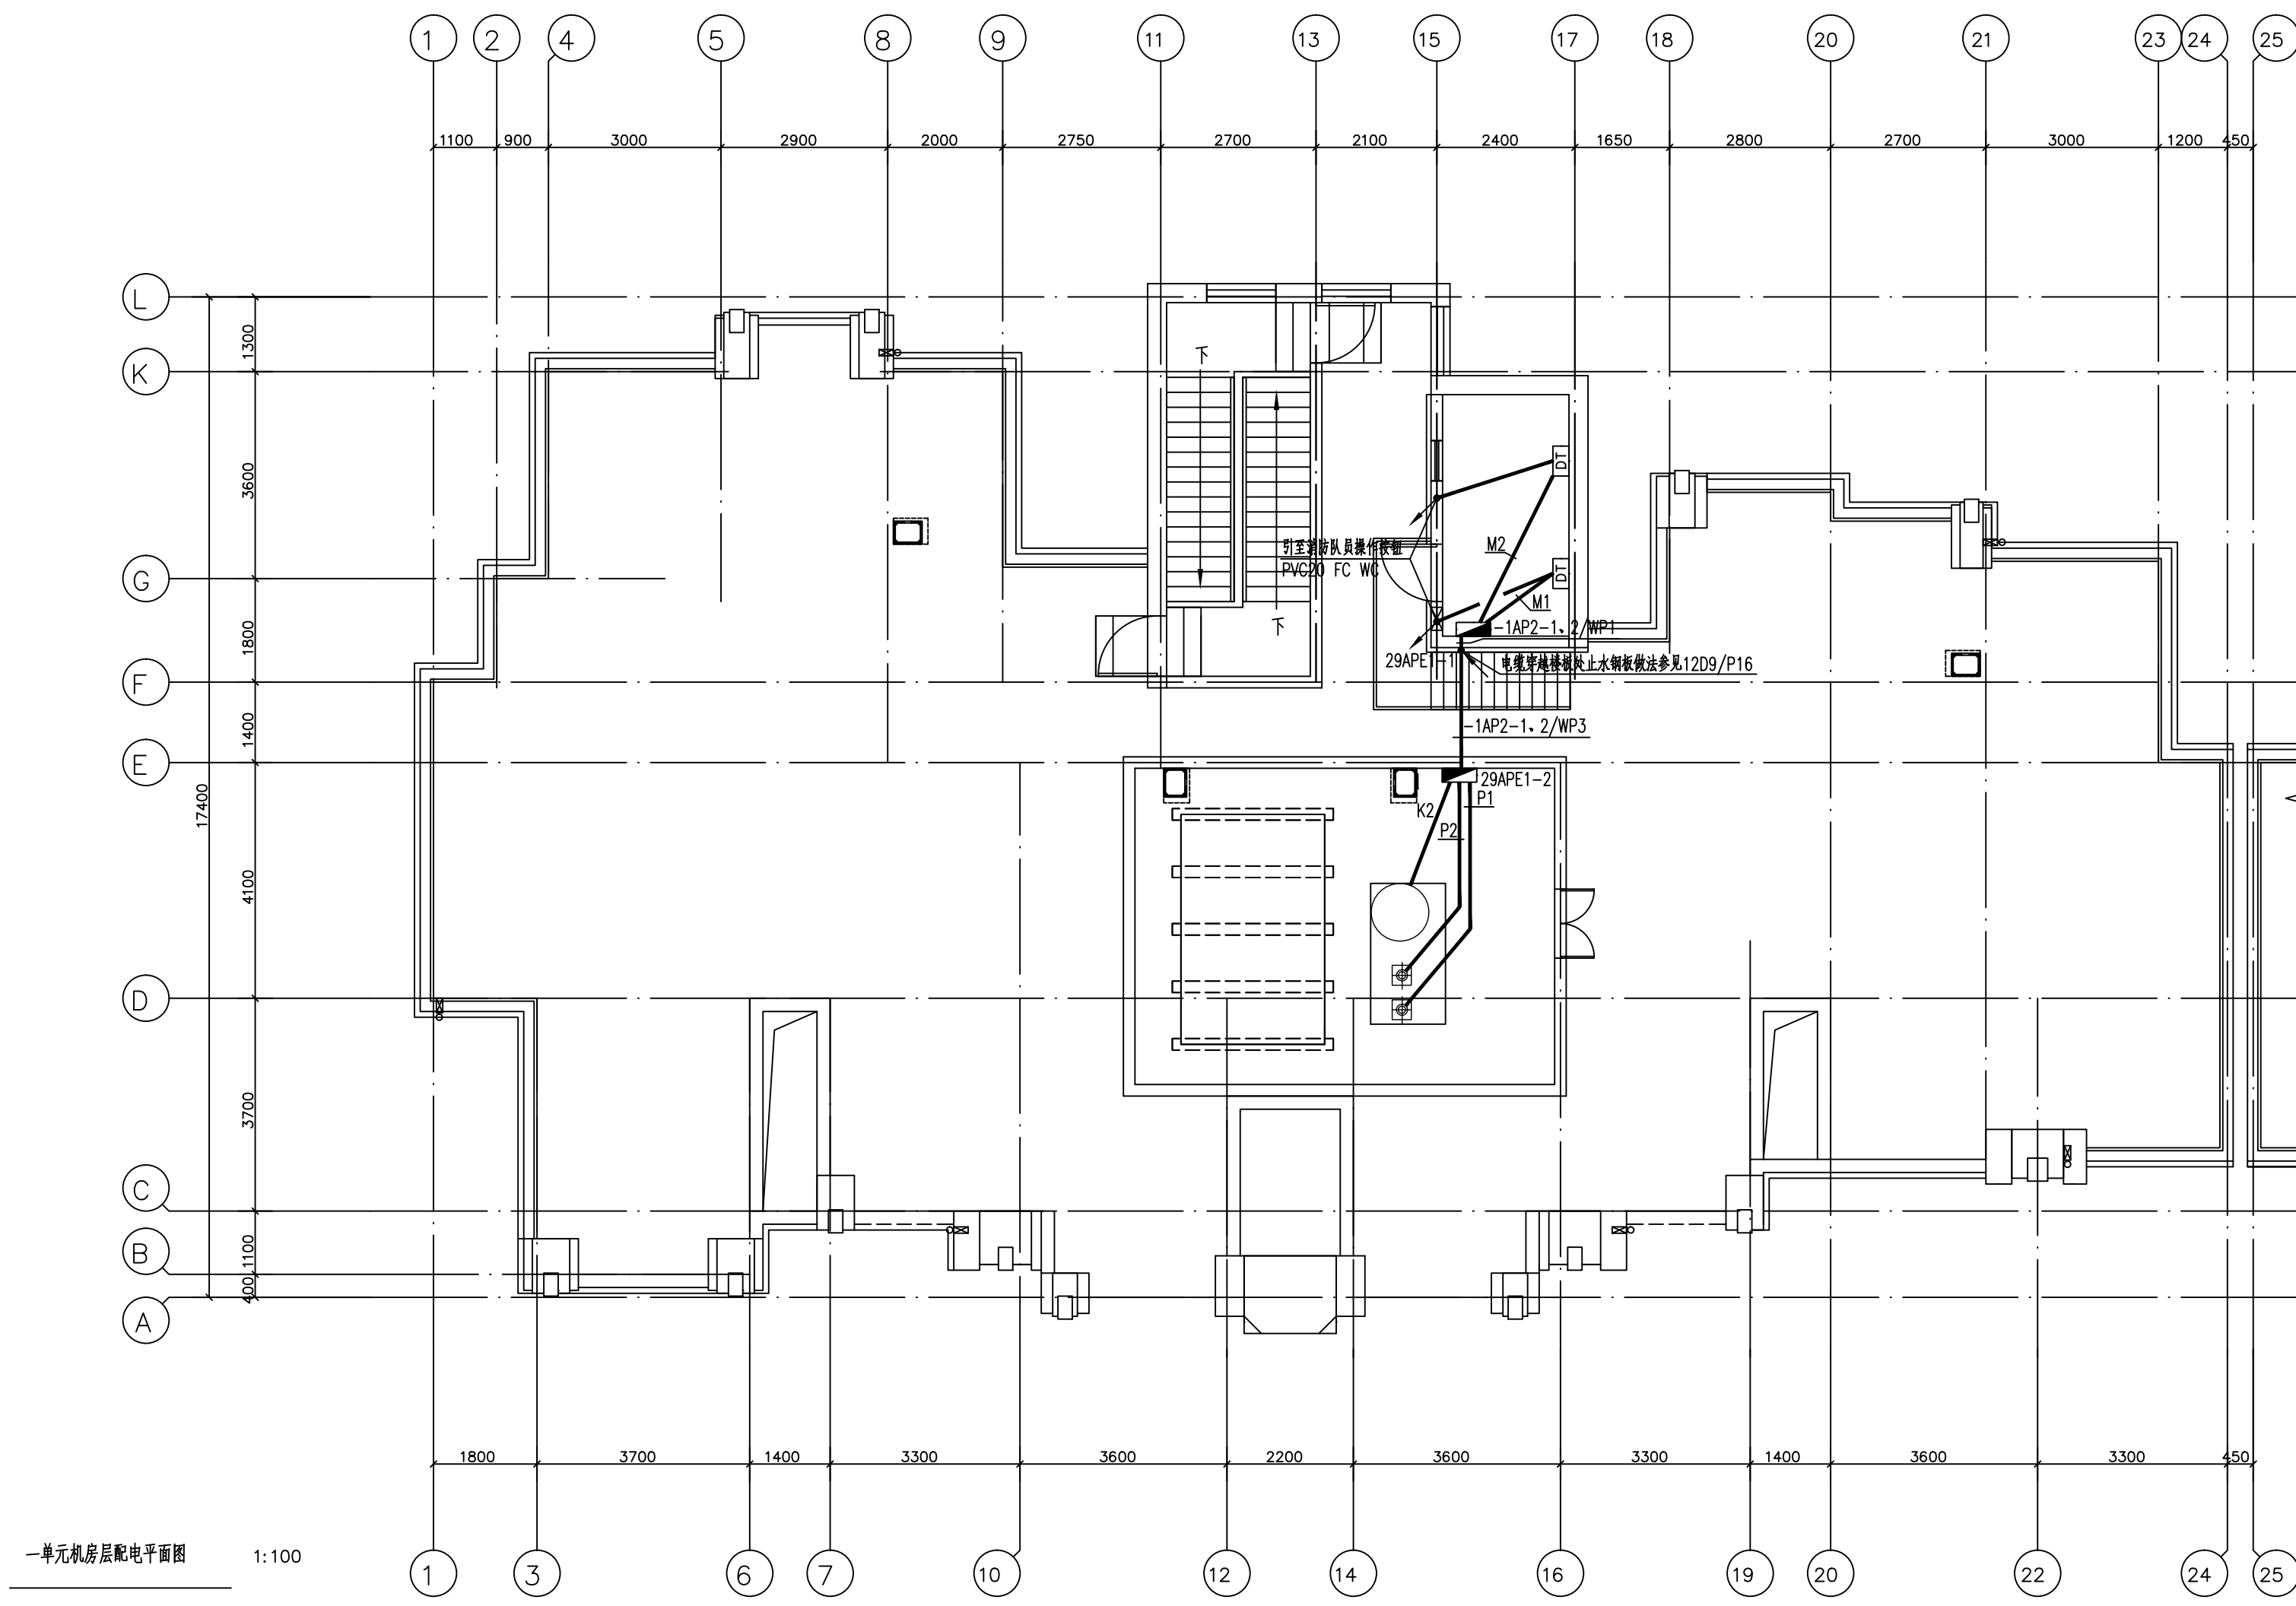 1 2 4 5 8 9 11 13 15 17 18 20 21 23 24 25
1100 900 3000 2900 2000 2750 2700 2100 2400 1650 2800 2700 3000 1200 450
L
1300
K
下
3600
DT
引至消防队员操作按钮
PVC20 FC WC
M2
DT
G
M1
1800
下
-1AP2-1、2/WP1
29APE1-1
电缆穿越楼板处止水钢板做法参见12D9/P16
F
1400
-1AP2-1、2/WP3
E
29APE1-2
P1
K2
P2
17400
4100
D
3700
C
1100
B
400
A
1800 3700 1400 3300 3600 2200 3600 3300 1400 3600 3300 450
一单元机房层配电平面图 1:100
1 3 6 7 10 12 14 16 19 20 22 24 25